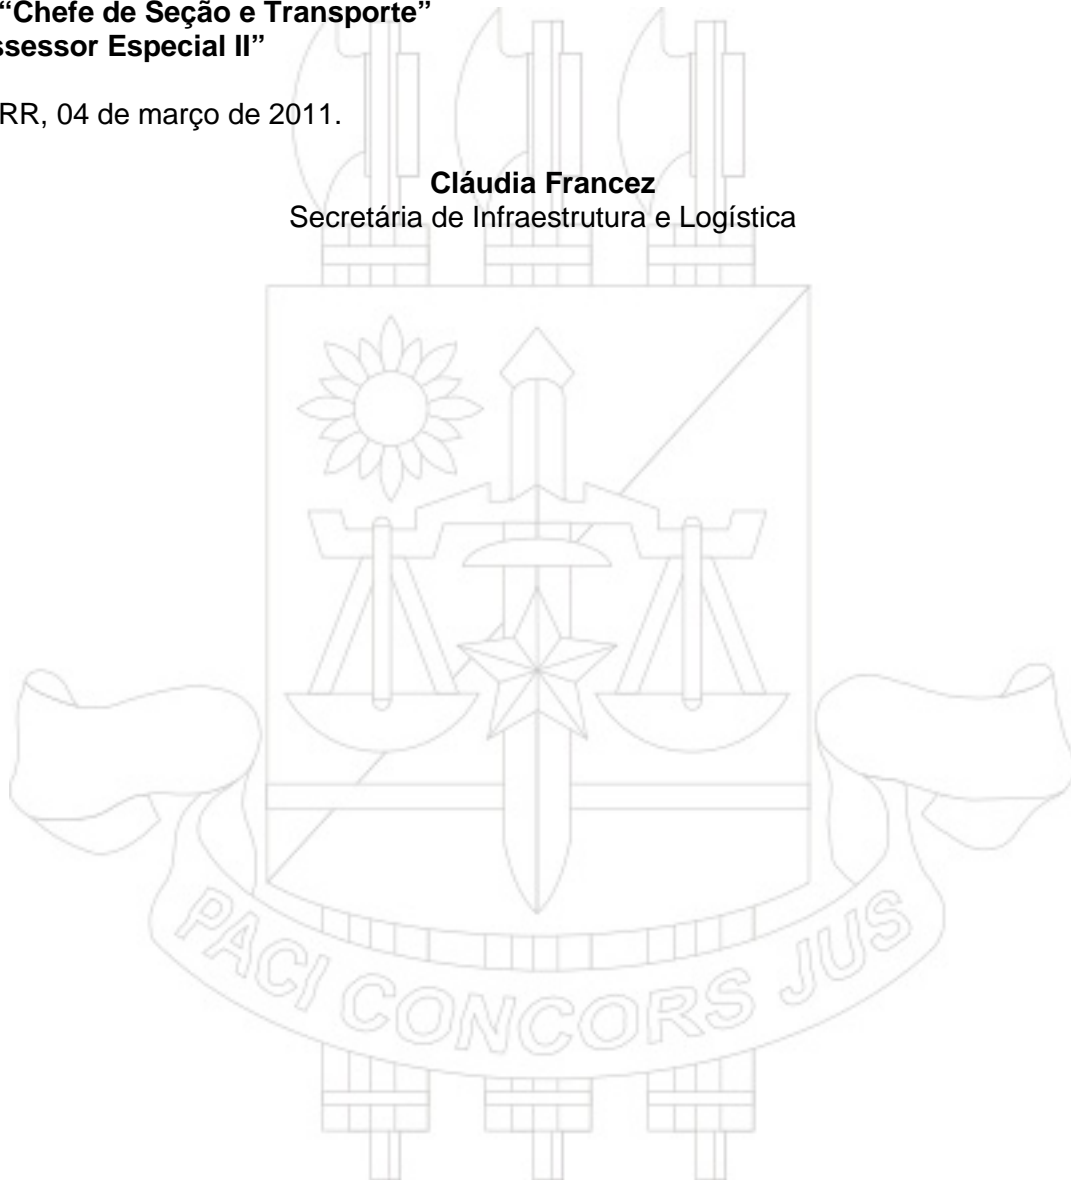 “Chefe de Seção e Transporte”
ssessor Especial II”
RR, 04 de março de 2011.
Cláudia Francez
Secretária de Infraestrutura e Logística
PACI CONCORS JUS